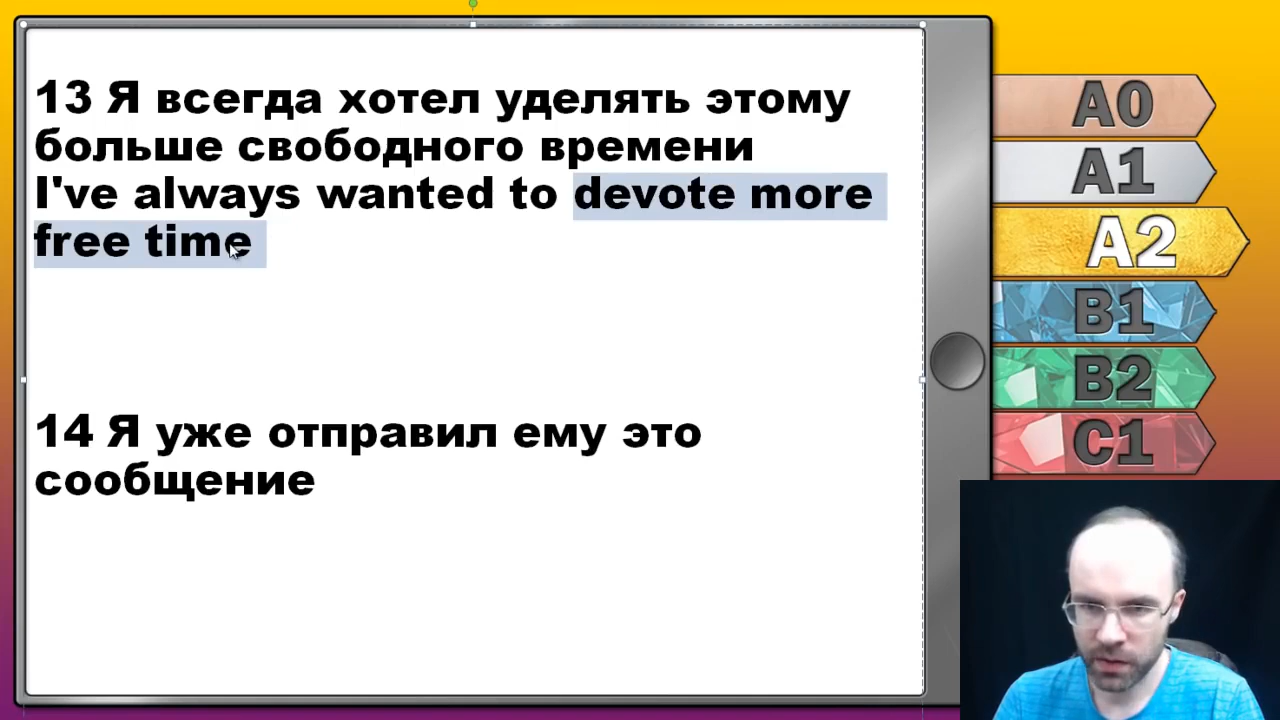 13 Я всегда хотел уделять этому
больше свободного времени
I've always wanted to devote more
free time
14 Я уже отправил ему это
сообщение
A0
A1
A2
B1
B2
C1